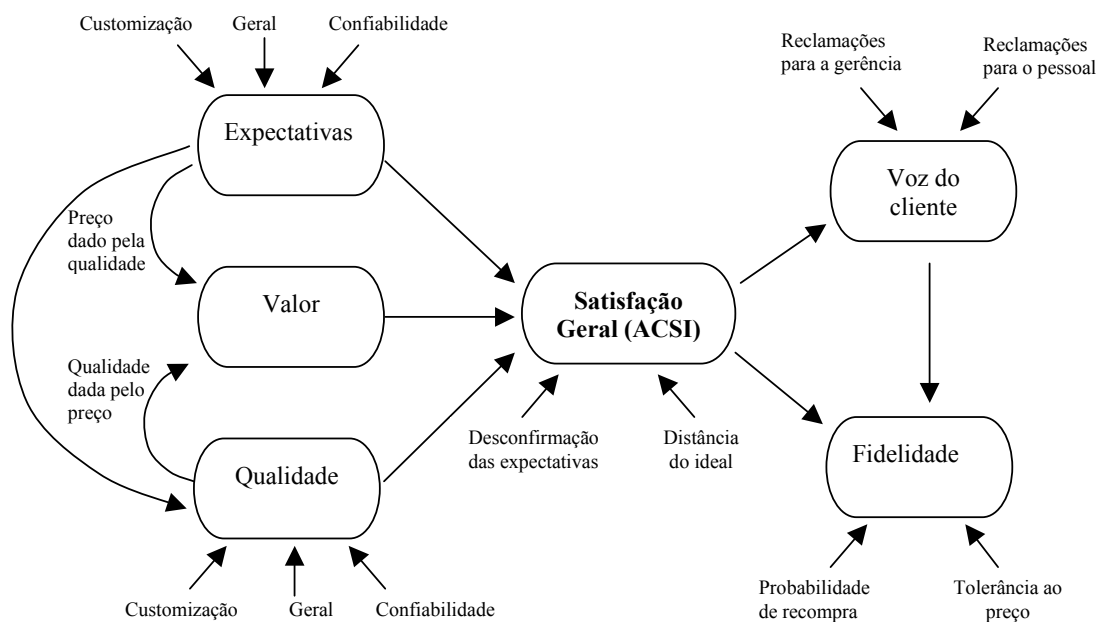 Customização
Geral
Confiabilidade
Reclamações
para a gerência
Reclamações
para o pessoal
Expectativas
Voz do
cliente
Preço
dado pela
qualidade
Valor
Satisfação
Geral (ACSI)
Qualidade
dada pelo
preço
Desconfirmação
das expectativas
Distância
do ideal
Fidelidade
Qualidade
Probabilidade
de recompra
Tolerância ao
preço
Customização
Geral
Confiabilidade